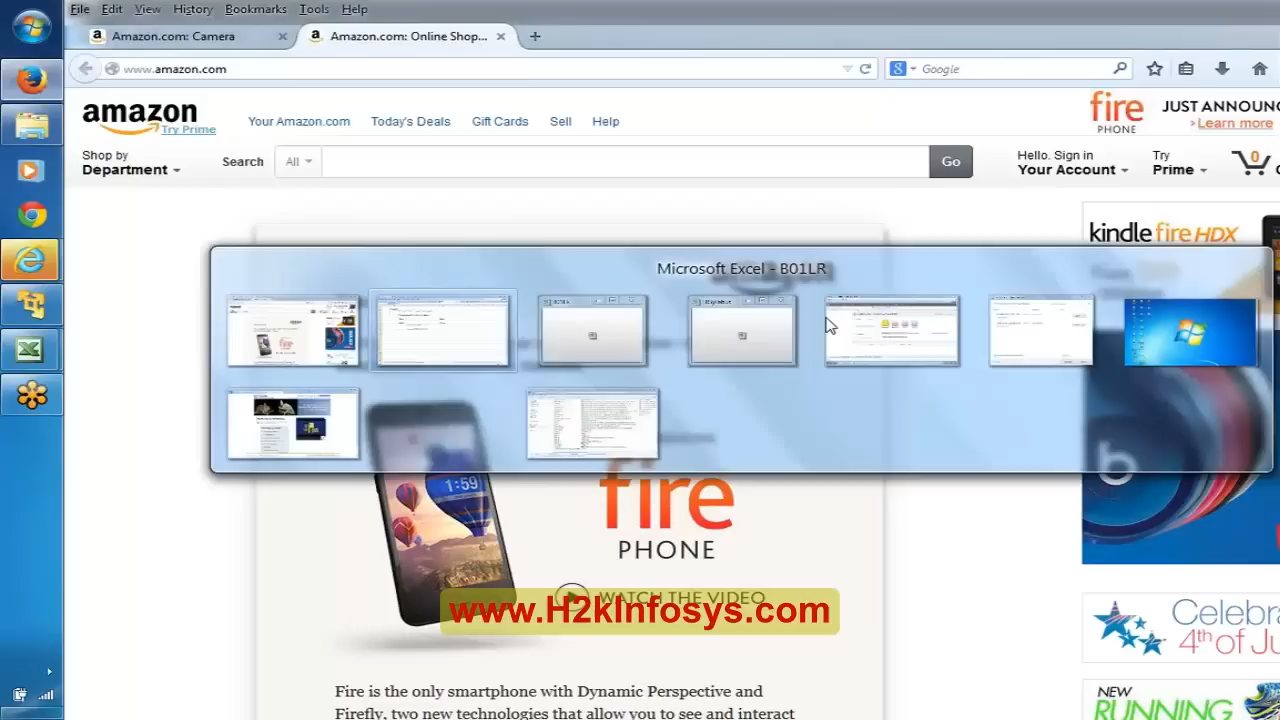 File Edit View History Bookmarks Tools Help
Amazon.com: Camera
Amazon.com: Online Shop...
www.amazon.com
Google
amazon
Try Prime
Your Amazon.com Today's Deals Gift Cards Sell Help
fire
PHONE
JUST ANNOUNC
Learn more
Shop by
Department
Search
All
Go
Hello. Sign in
Your Account
Try
Prime
0
kindle fire HDX
Microsoft Excel - B01LR
1:59
fire
PHONE
WATCH THE VIDEO
www.H2kInfosys.com
Celebra
4th of Ju
Fire is the only smartphone with Dynamic Perspective and
Firefly, two new technologies that allow you to see and interact
NEW
RUNNING